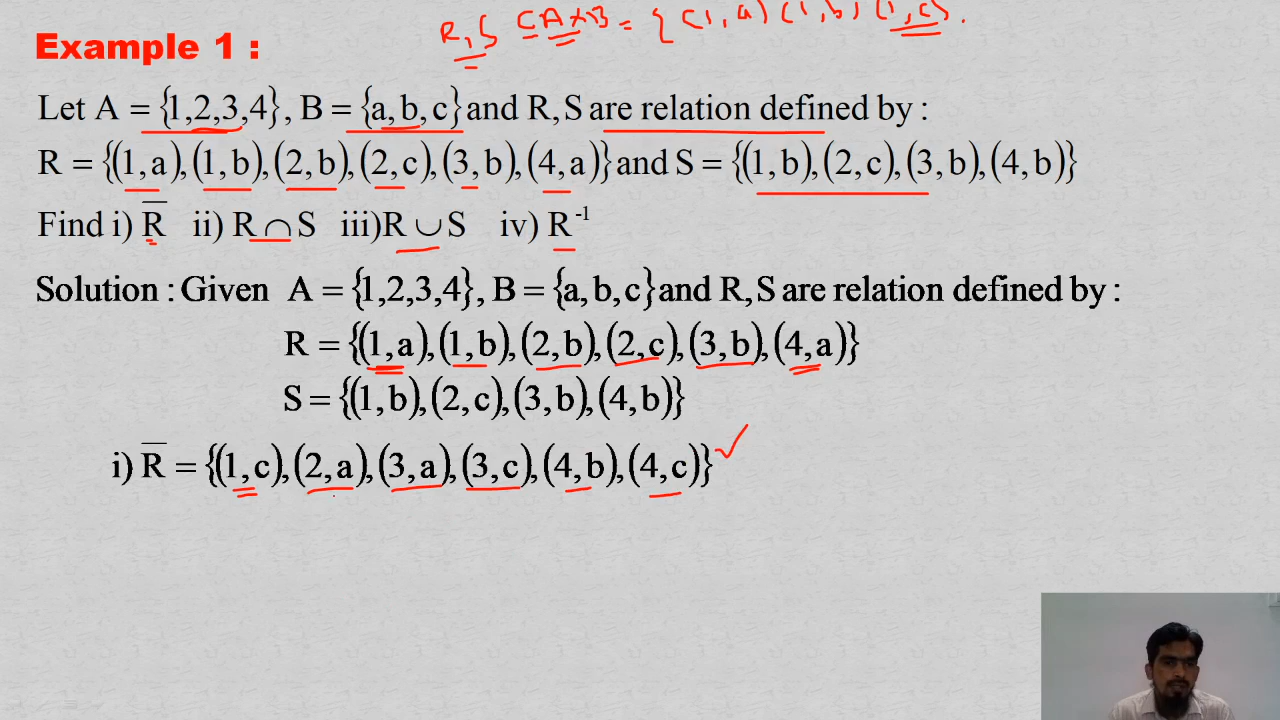 R, S ⊂ A×B = {(1,a) (1,b) (1,c).
Example 1 :
Let A = {1,2,3,4}, B = {a, b, c} and R, S are relation defined by :
R = {(1, a), (1, b), (2, b), (2, c), (3, b), (4, a)} and S = {(1, b), (2, c), (3, b), (4, b)}
Find i) R̅ ii) R ∩ S iii)R ∪ S iv) R⁻¹
Solution : Given A = {1,2,3,4}, B = {a, b, c} and R, S are relation defined by :
R = {(1, a), (1, b), (2, b), (2, c), (3, b), (4, a)}
S = {(1, b), (2, c), (3, b), (4, b)}
i) R̅ = {(1, c), (2, a), (3, a), (3, c), (4, b), (4, c)}